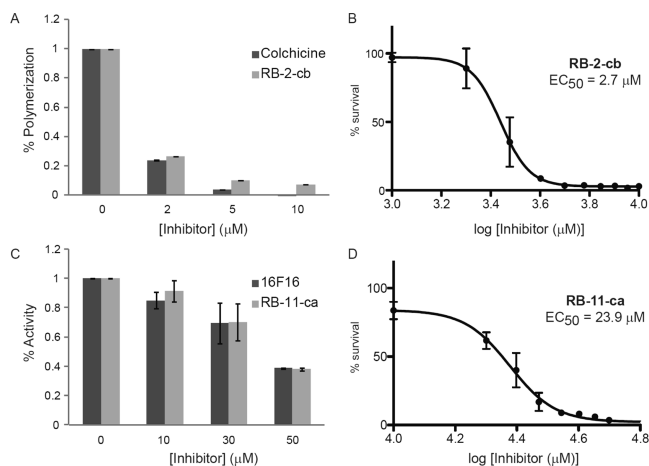 A
% Polymerization
1.2
1
0.8
0.6
0.4
0.2
0
Colchicine
RB-2-cb
0 2 5 10
[Inhibitor] (μM)
B
% survival
100
50
0
RB-2-cb
EC50 = 2.7 μM
3.0 3.2 3.4 3.6 3.8 4.0
log [Inhibitor (μM)]
C
% Activity
1.2
1
0.8
0.6
0.4
0.2
0
16F16
RB-11-ca
0 10 30 50
[Inhibitor] (μM)
D
% survival
100
50
0
RB-11-ca
EC50 = 23.9 μM
4.0 4.2 4.4 4.6 4.8
log [Inhibitor (μM)]